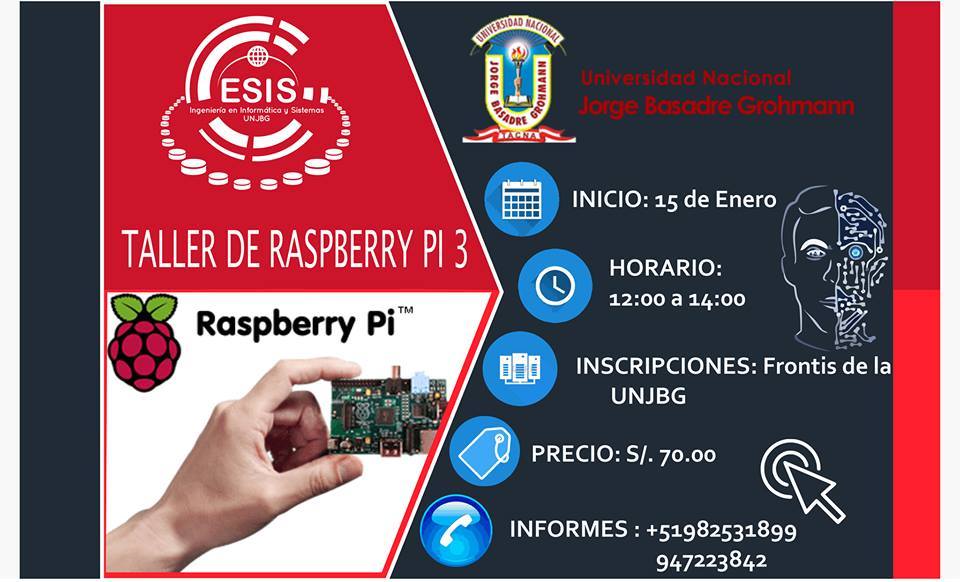 ESIS
Ingeniería en Informática y Sistemas
UNJBG
TALLER DE RASPBERRY PI 3
Raspberry Pi™
UNIVERSIDAD NACIONAL
JORGE BASADRE GROHMANN
TACNA
Universidad Nacional
Jorge Basadre Grohmann
INICIO: 15 de Enero
HORARIO:
12:00 a 14:00
INSCRIPCIONES: Frontis de la
UNJBG
PRECIO: S/. 70.00
INFORMES : +51982531899
947223842